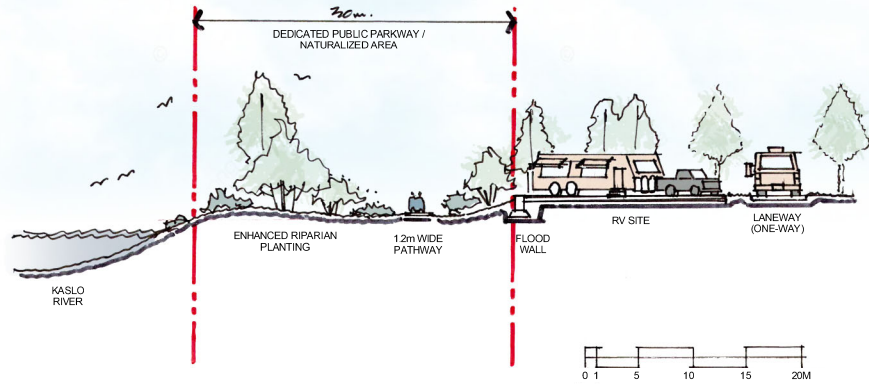 30m.
DEDICATED PUBLIC PARKWAY /
NATURALIZED AREA
ENHANCED RIPARIAN
PLANTING
1.2m WIDE
PATHWAY
FLOOD
WALL
RV SITE
LANEWAY
(ONE-WAY)
KASLO
RIVER
0 1 5 10 15 20M